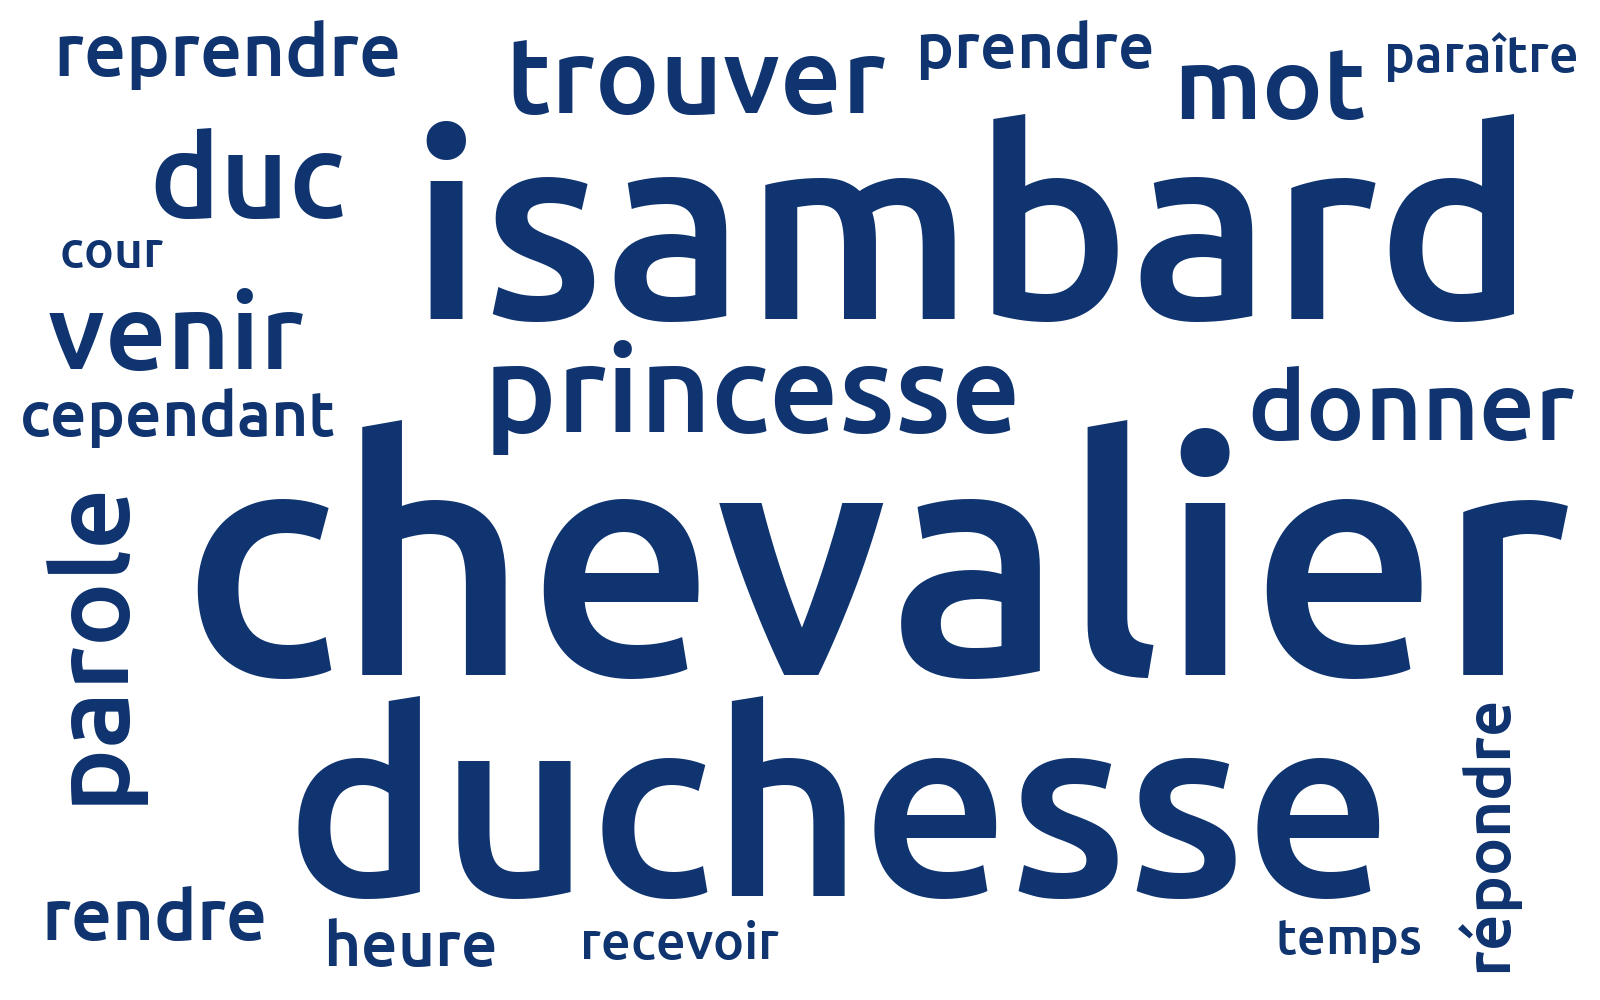 reprendre
trouver
prendre
mot
paraître
duc
isambard
cour
venir
princesse
donner
cependant
chevalier
parole
duchesse
répondre
rendre
heure
recevoir
temps